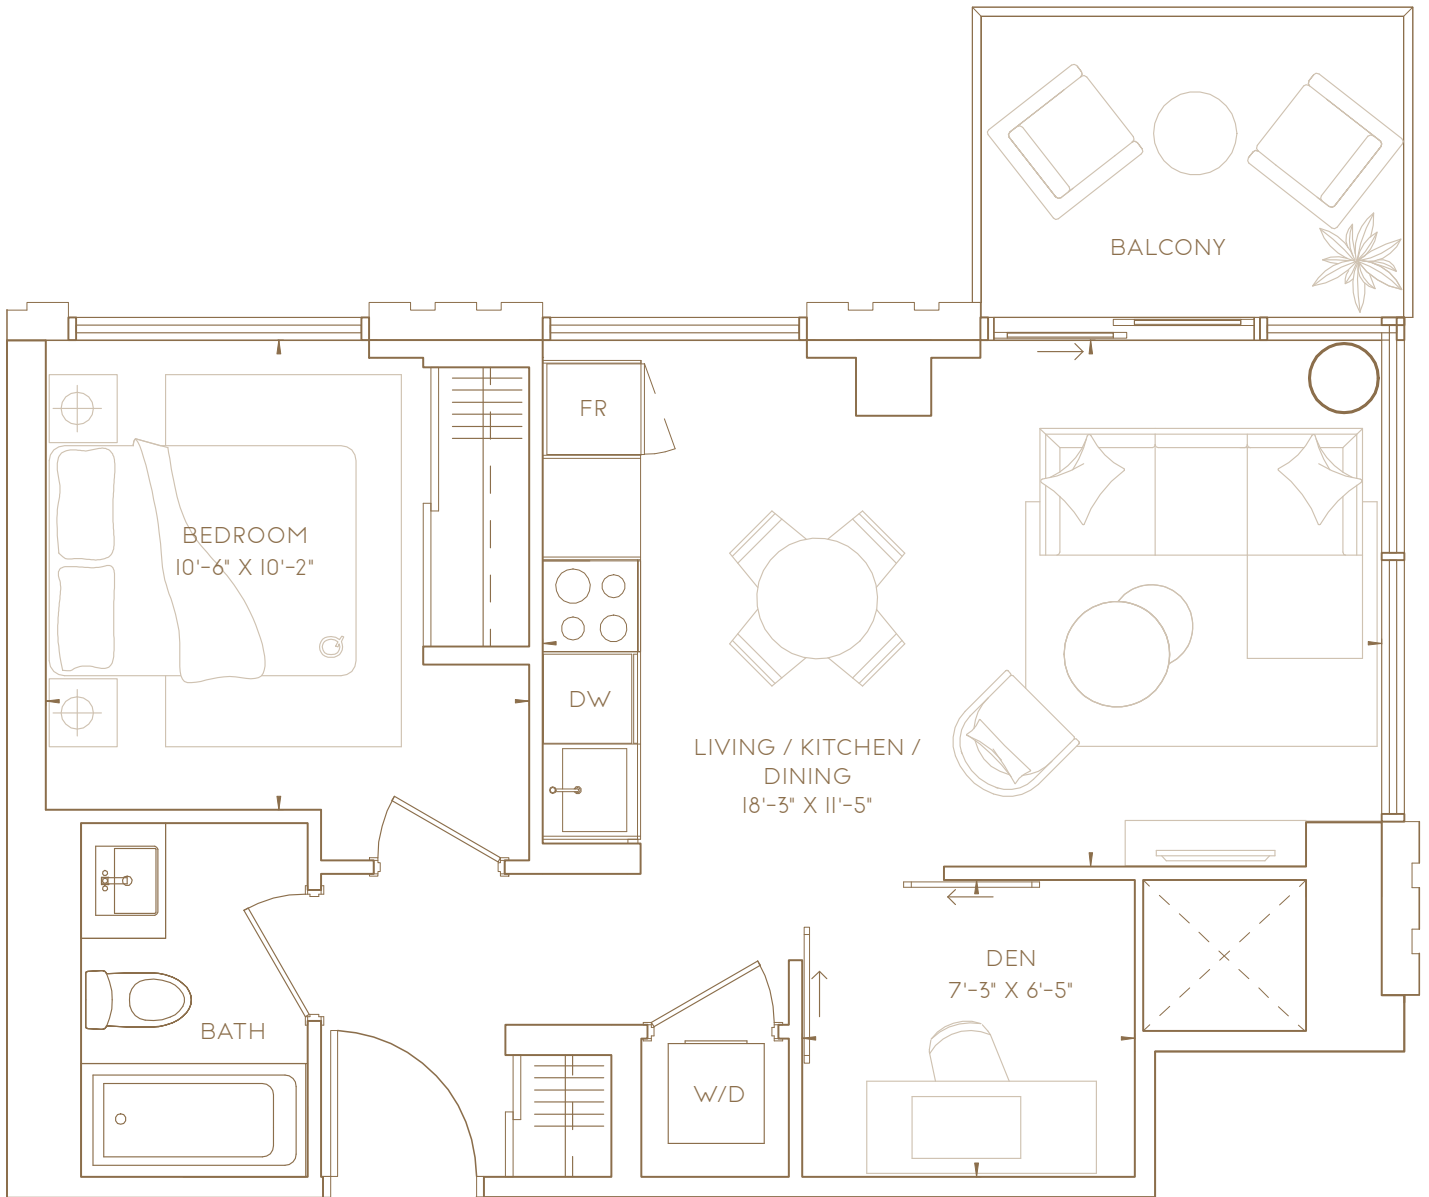 BALCONY
FR
BEDROOM
10'-6" X 10'-2"
DW
LIVING / KITCHEN /
DINING
18'-3" X 11'-5"
DEN
7'-3" X 6'-5"
BATH
W/D